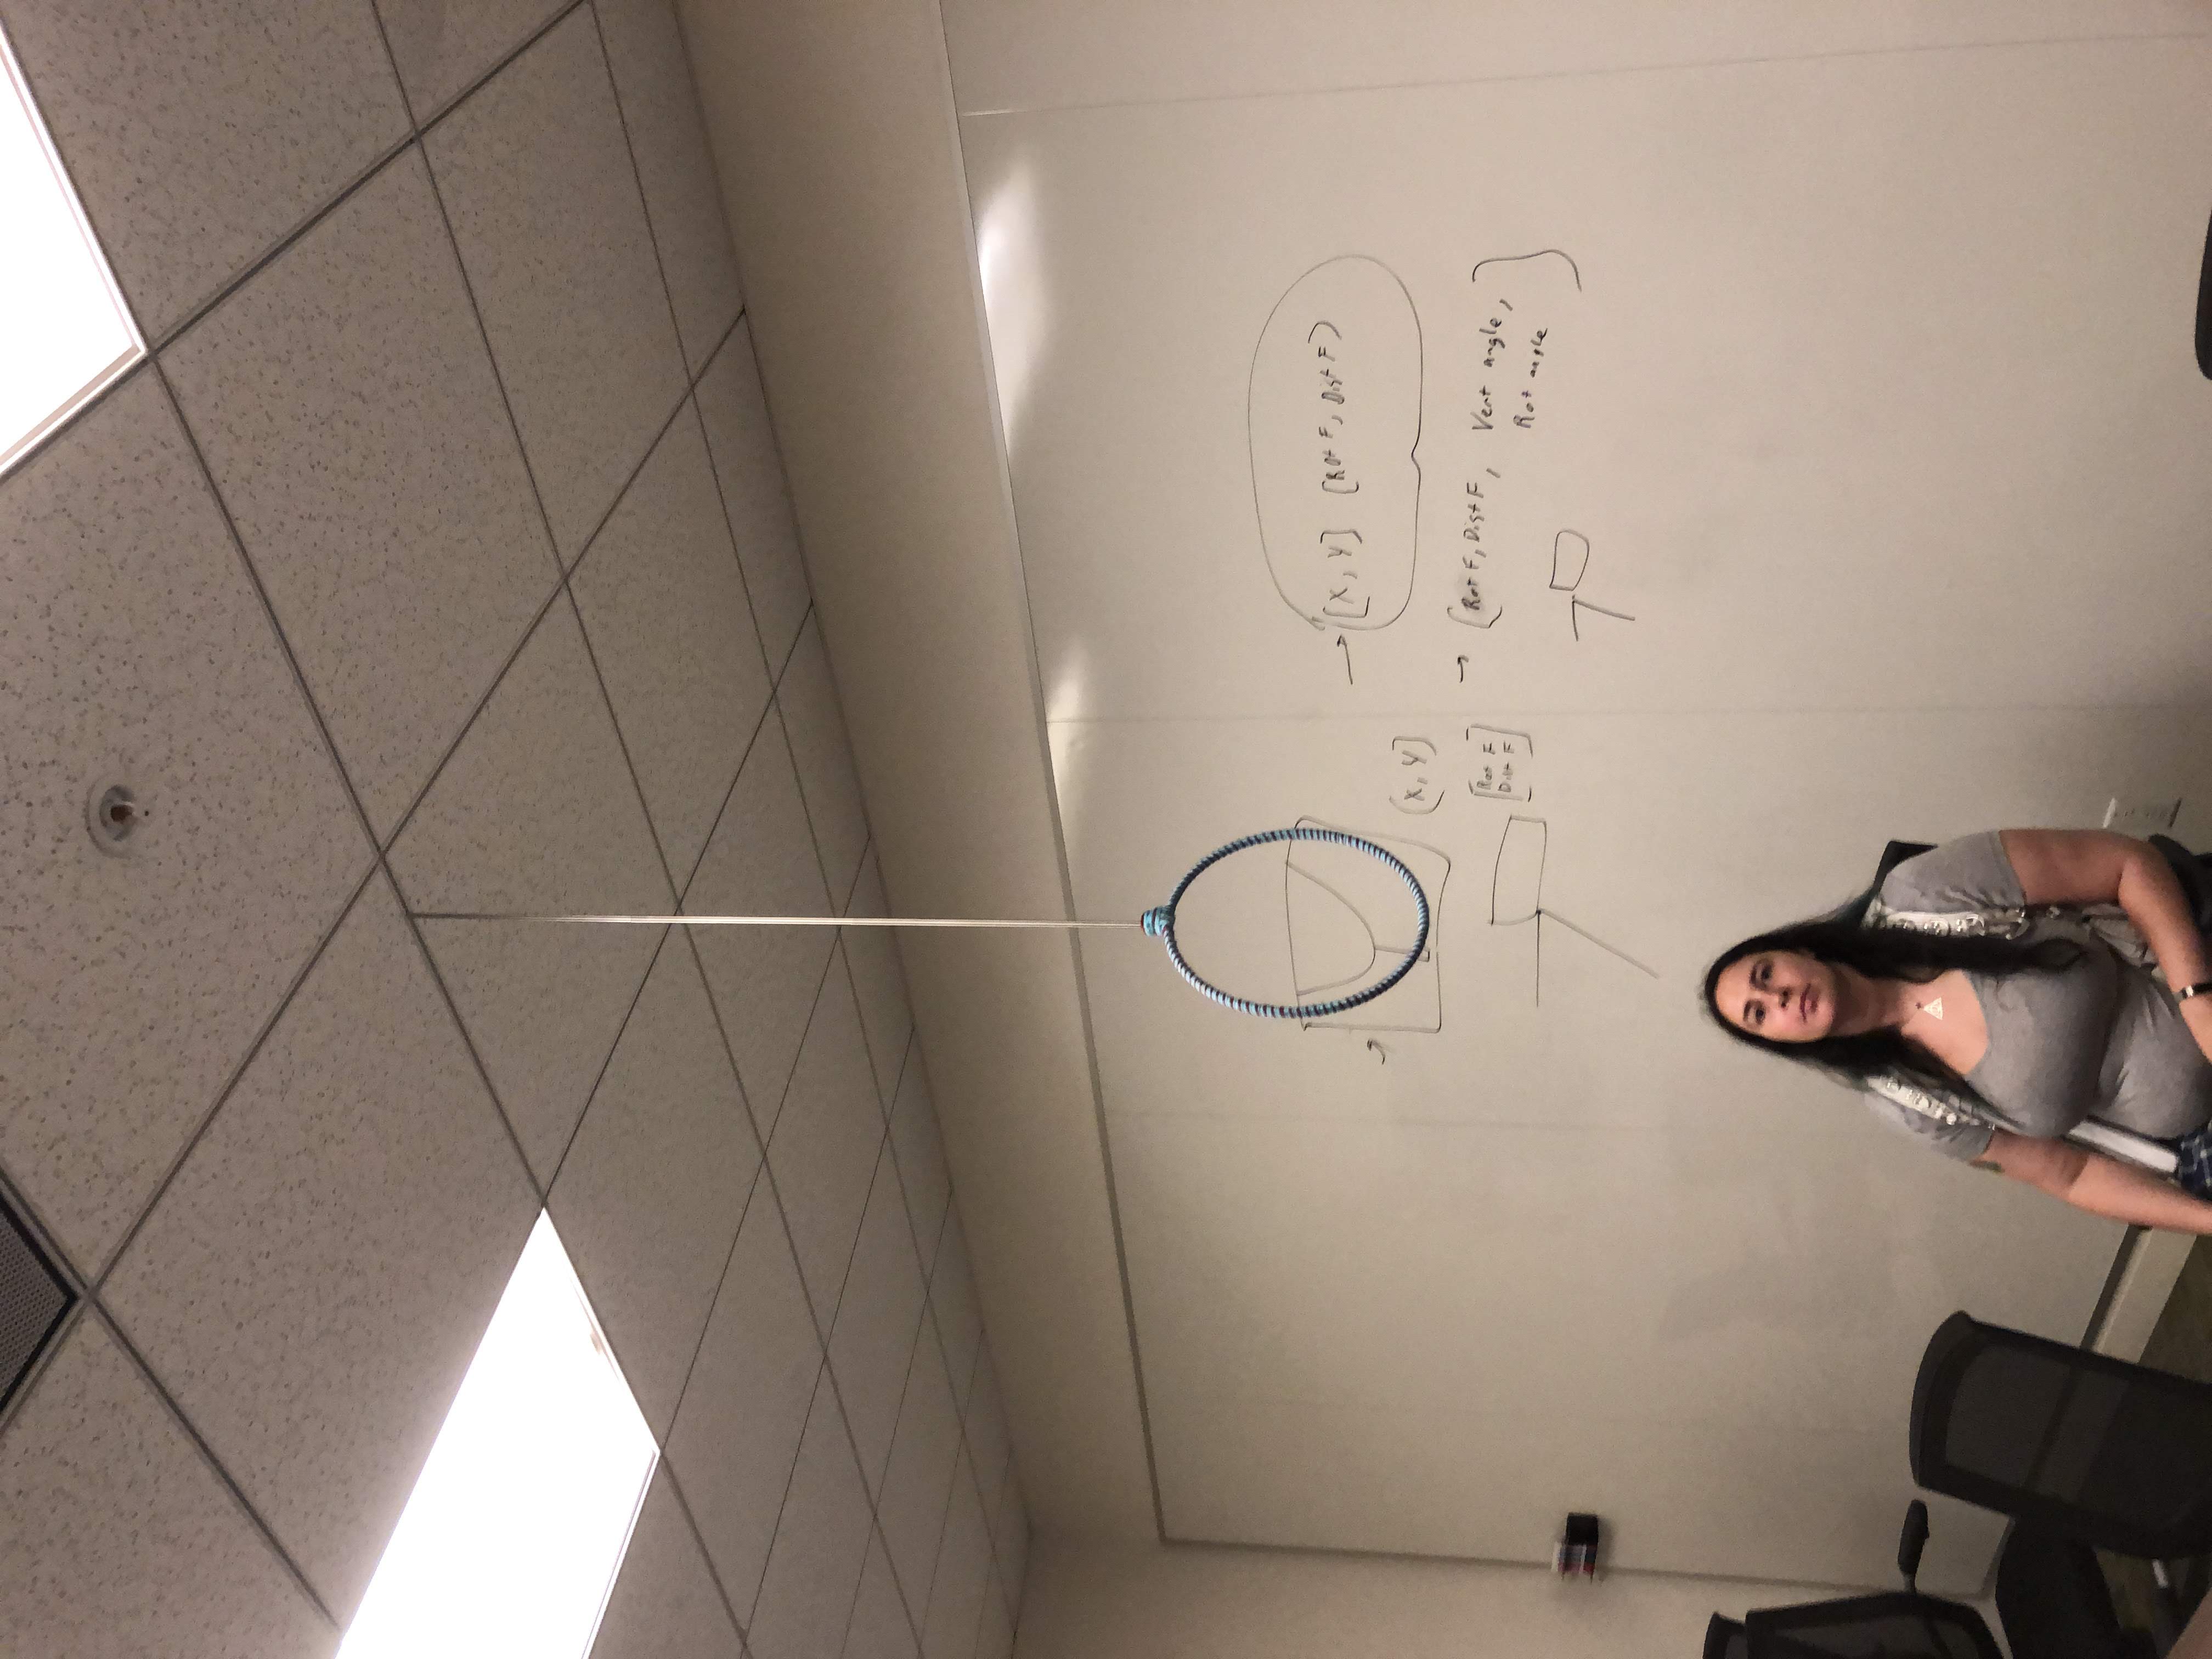 [X, Y] [Rot F, Dist F)
(X, Y]
[Rot F
Dist F]
[Rot F, Dist F, Vert angle,
Rot angle]